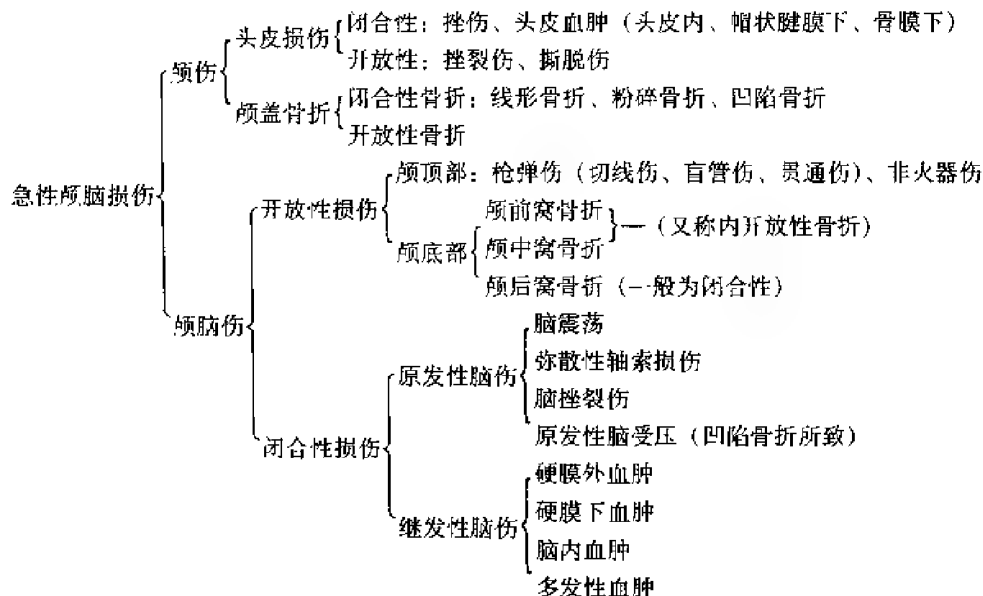 急性颅脑损伤
颅伤
头皮损伤
闭合性：挫伤、头皮血肿（头皮内、帽状腱膜下、骨膜下）
开放性：挫裂伤、撕脱伤
颅盖骨折
闭合性骨折：线形骨折、粉碎骨折、凹陷骨折
开放性骨折
颅脑伤
开放性损伤
颅顶部：枪弹伤（切线伤、盲管伤、贯通伤）、非火器伤
颅底部
颅前窝骨折
颅中窝骨折
（又称内开放性骨折）
颅后窝骨折（一般为闭合性）
闭合性损伤
原发性脑伤
脑震荡
弥散性轴索损伤
脑挫裂伤
原发性脑受压（凹陷骨折所致）
继发性脑伤
硬膜外血肿
硬膜下血肿
脑内血肿
多发性血肿